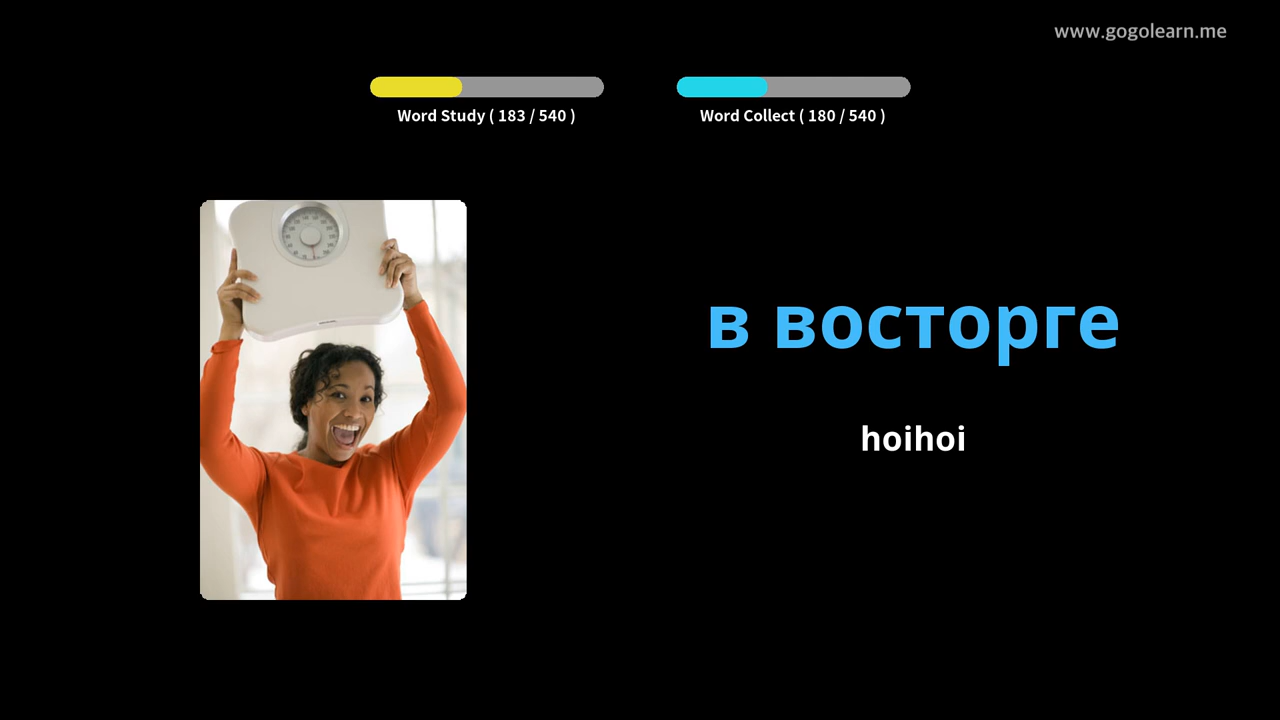 www.gogolearn.me
Word Study ( 183 / 540 )
Word Collect ( 180 / 540 )
в восторге
hoihoi